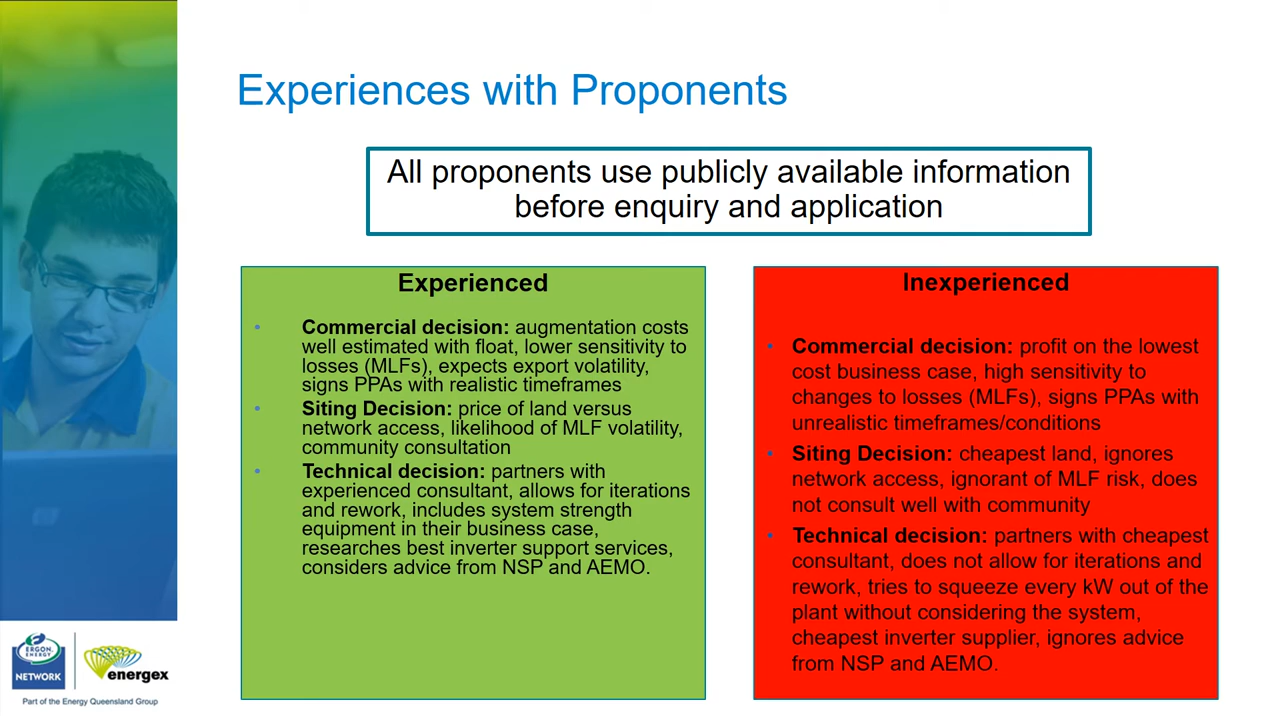 Experiences with Proponents
All proponents use publicly available information
before enquiry and application
Experienced
• Commercial decision: augmentation costs
well estimated with float, lower sensitivity to
losses (MLFs), expects export volatility,
signs PPAs with realistic timeframes
• Siting Decision: price of land versus
network access, likelihood of MLF volatility,
community consultation
• Technical decision: partners with
experienced consultant, allows for iterations
and rework, includes system strength
equipment in their business case,
researches best inverter support services,
considers advice from NSP and AEMO.
Inexperienced
• Commercial decision: profit on the lowest
cost business case, high sensitivity to
changes to losses (MLFs), signs PPAs with
unrealistic timeframes/conditions
• Siting Decision: cheapest land, ignores
network access, ignorant of MLF risk, does
not consult well with community
• Technical decision: partners with cheapest
consultant, does not allow for iterations and
rework, tries to squeeze every kW out of the
plant without considering the system,
cheapest inverter supplier, ignores advice
from NSP and AEMO.
ERGON
ENERGY
NETWORK
energex
Part of the Energy Queensland Group